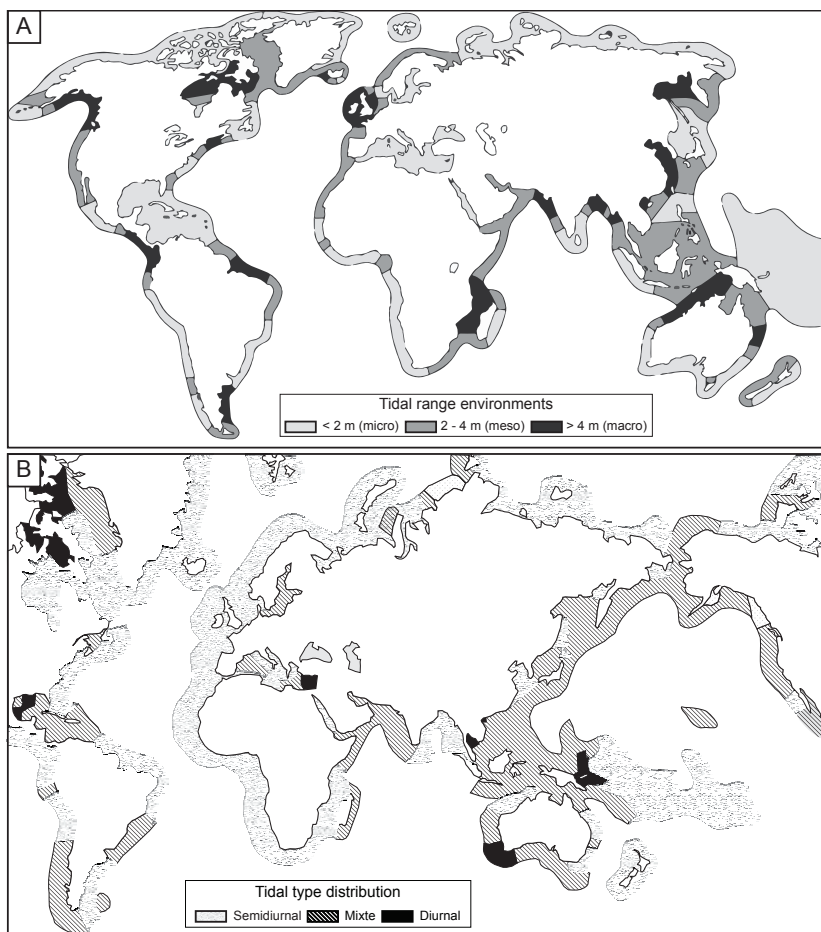 A
Tidal range environments
< 2 m (micro) 2 - 4 m (meso) > 4 m (macro)
B
Tidal type distribution
Semidiurnal Mixte Diurnal